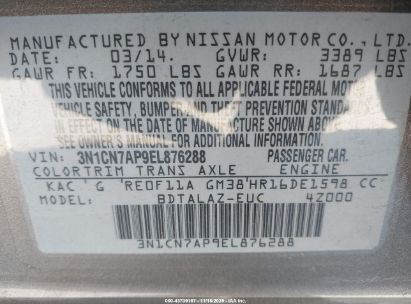 MANUFACTURED BY NISSAN MOTOR CO., LTD.
DATE: 03/14. GVWR: 3389 LBS
GAWR FR: 1750 LBS GAWR RR: 1687 LBS
THIS VEHICLE CONFORMS TO ALL APPLICABLE FEDERAL MOTOR
VEHICLE SAFETY, BUMPER AND THEFT PREVENTION STANDARDS
IN EFFECT ON THE DATE OF MANUFACTURE SHOWN ABOVE.
SEE OWNER'S MANUAL FOR
VIN: 3N1CN7AP9EL876288 PASSENGER CAR.
COLORTRIM TRANS AXLE ENGINE
KAC G RE0F11A GM38 HR16DE1598 CC
MODEL: BDTALAZ-EUC 4Z000
3N1CN7AP9EL876288